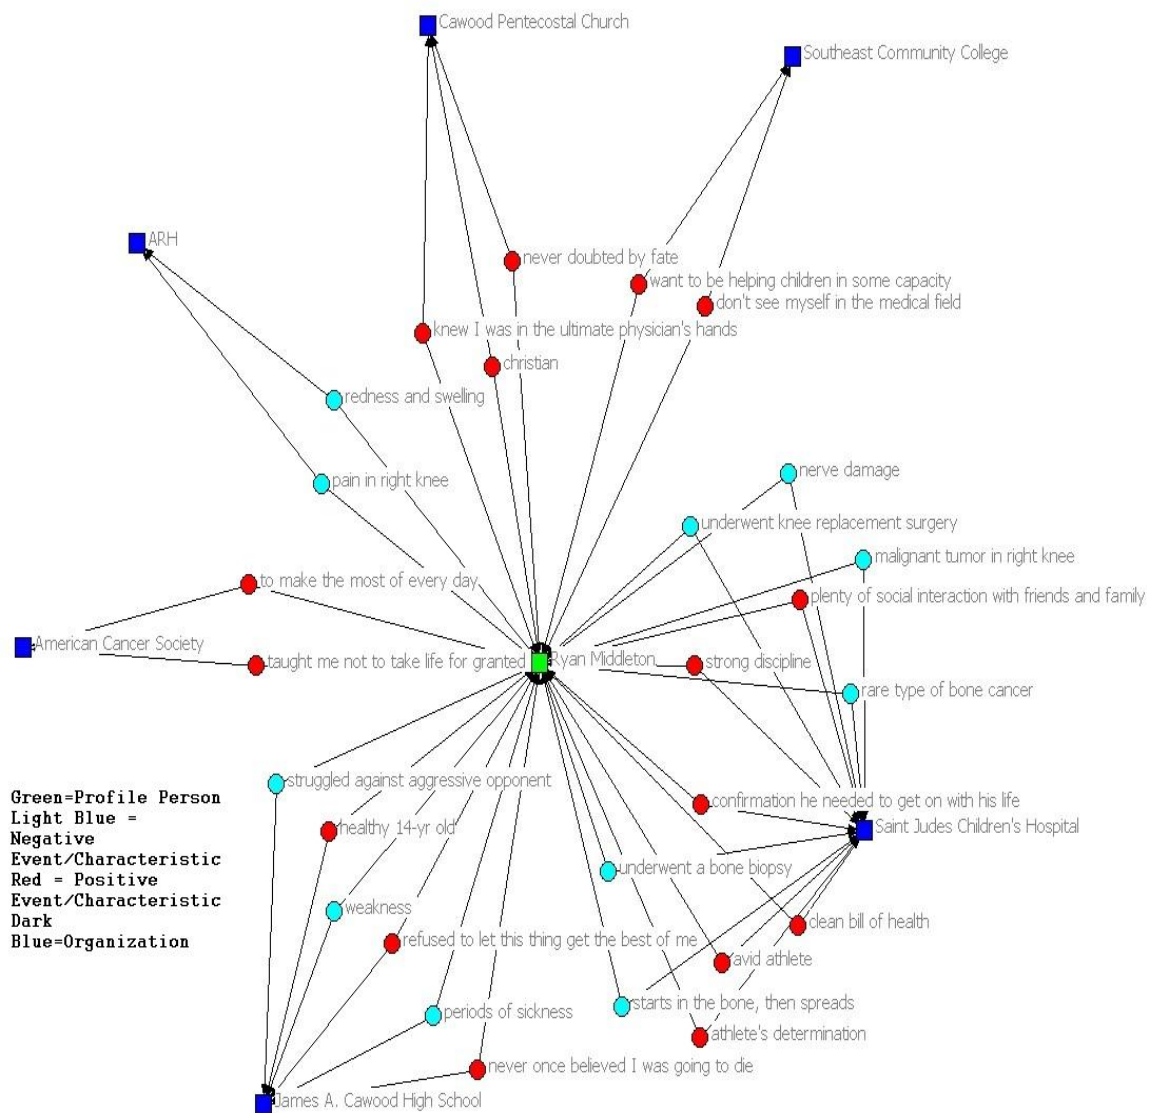 Cawood Pentecostal Church
Southeast Community College
ARH
never doubted by fate
want to be helping children in some capacity
don't see myself in the medical field
knew I was in the ultimate physician's hands
christian
redness and swelling
nerve damage
pain in right knee
underwent knee replacement surgery
malignant tumor in right knee
to make the most of every day
plenty of social interaction with friends and family
American Cancer Society
taught me not to take life for granted
Ryan Middleton
strong discipline
rare type of bone cancer
struggled against aggressive opponent
Green=Profile Person
Light Blue =
Negative
Event/Characteristic
Red = Positive
Event/Characteristic
Dark
Blue=Organization
confirmation he needed to get on with his life
healthy 14-yr old
Saint Judes Children's Hospital
underwent a bone biopsy
weakness
clean bill of health
refused to let this thing get the best of me
avid athlete
starts in the bone, then spreads
periods of sickness
athlete's determination
never once believed I was going to die
James A. Cawood High School